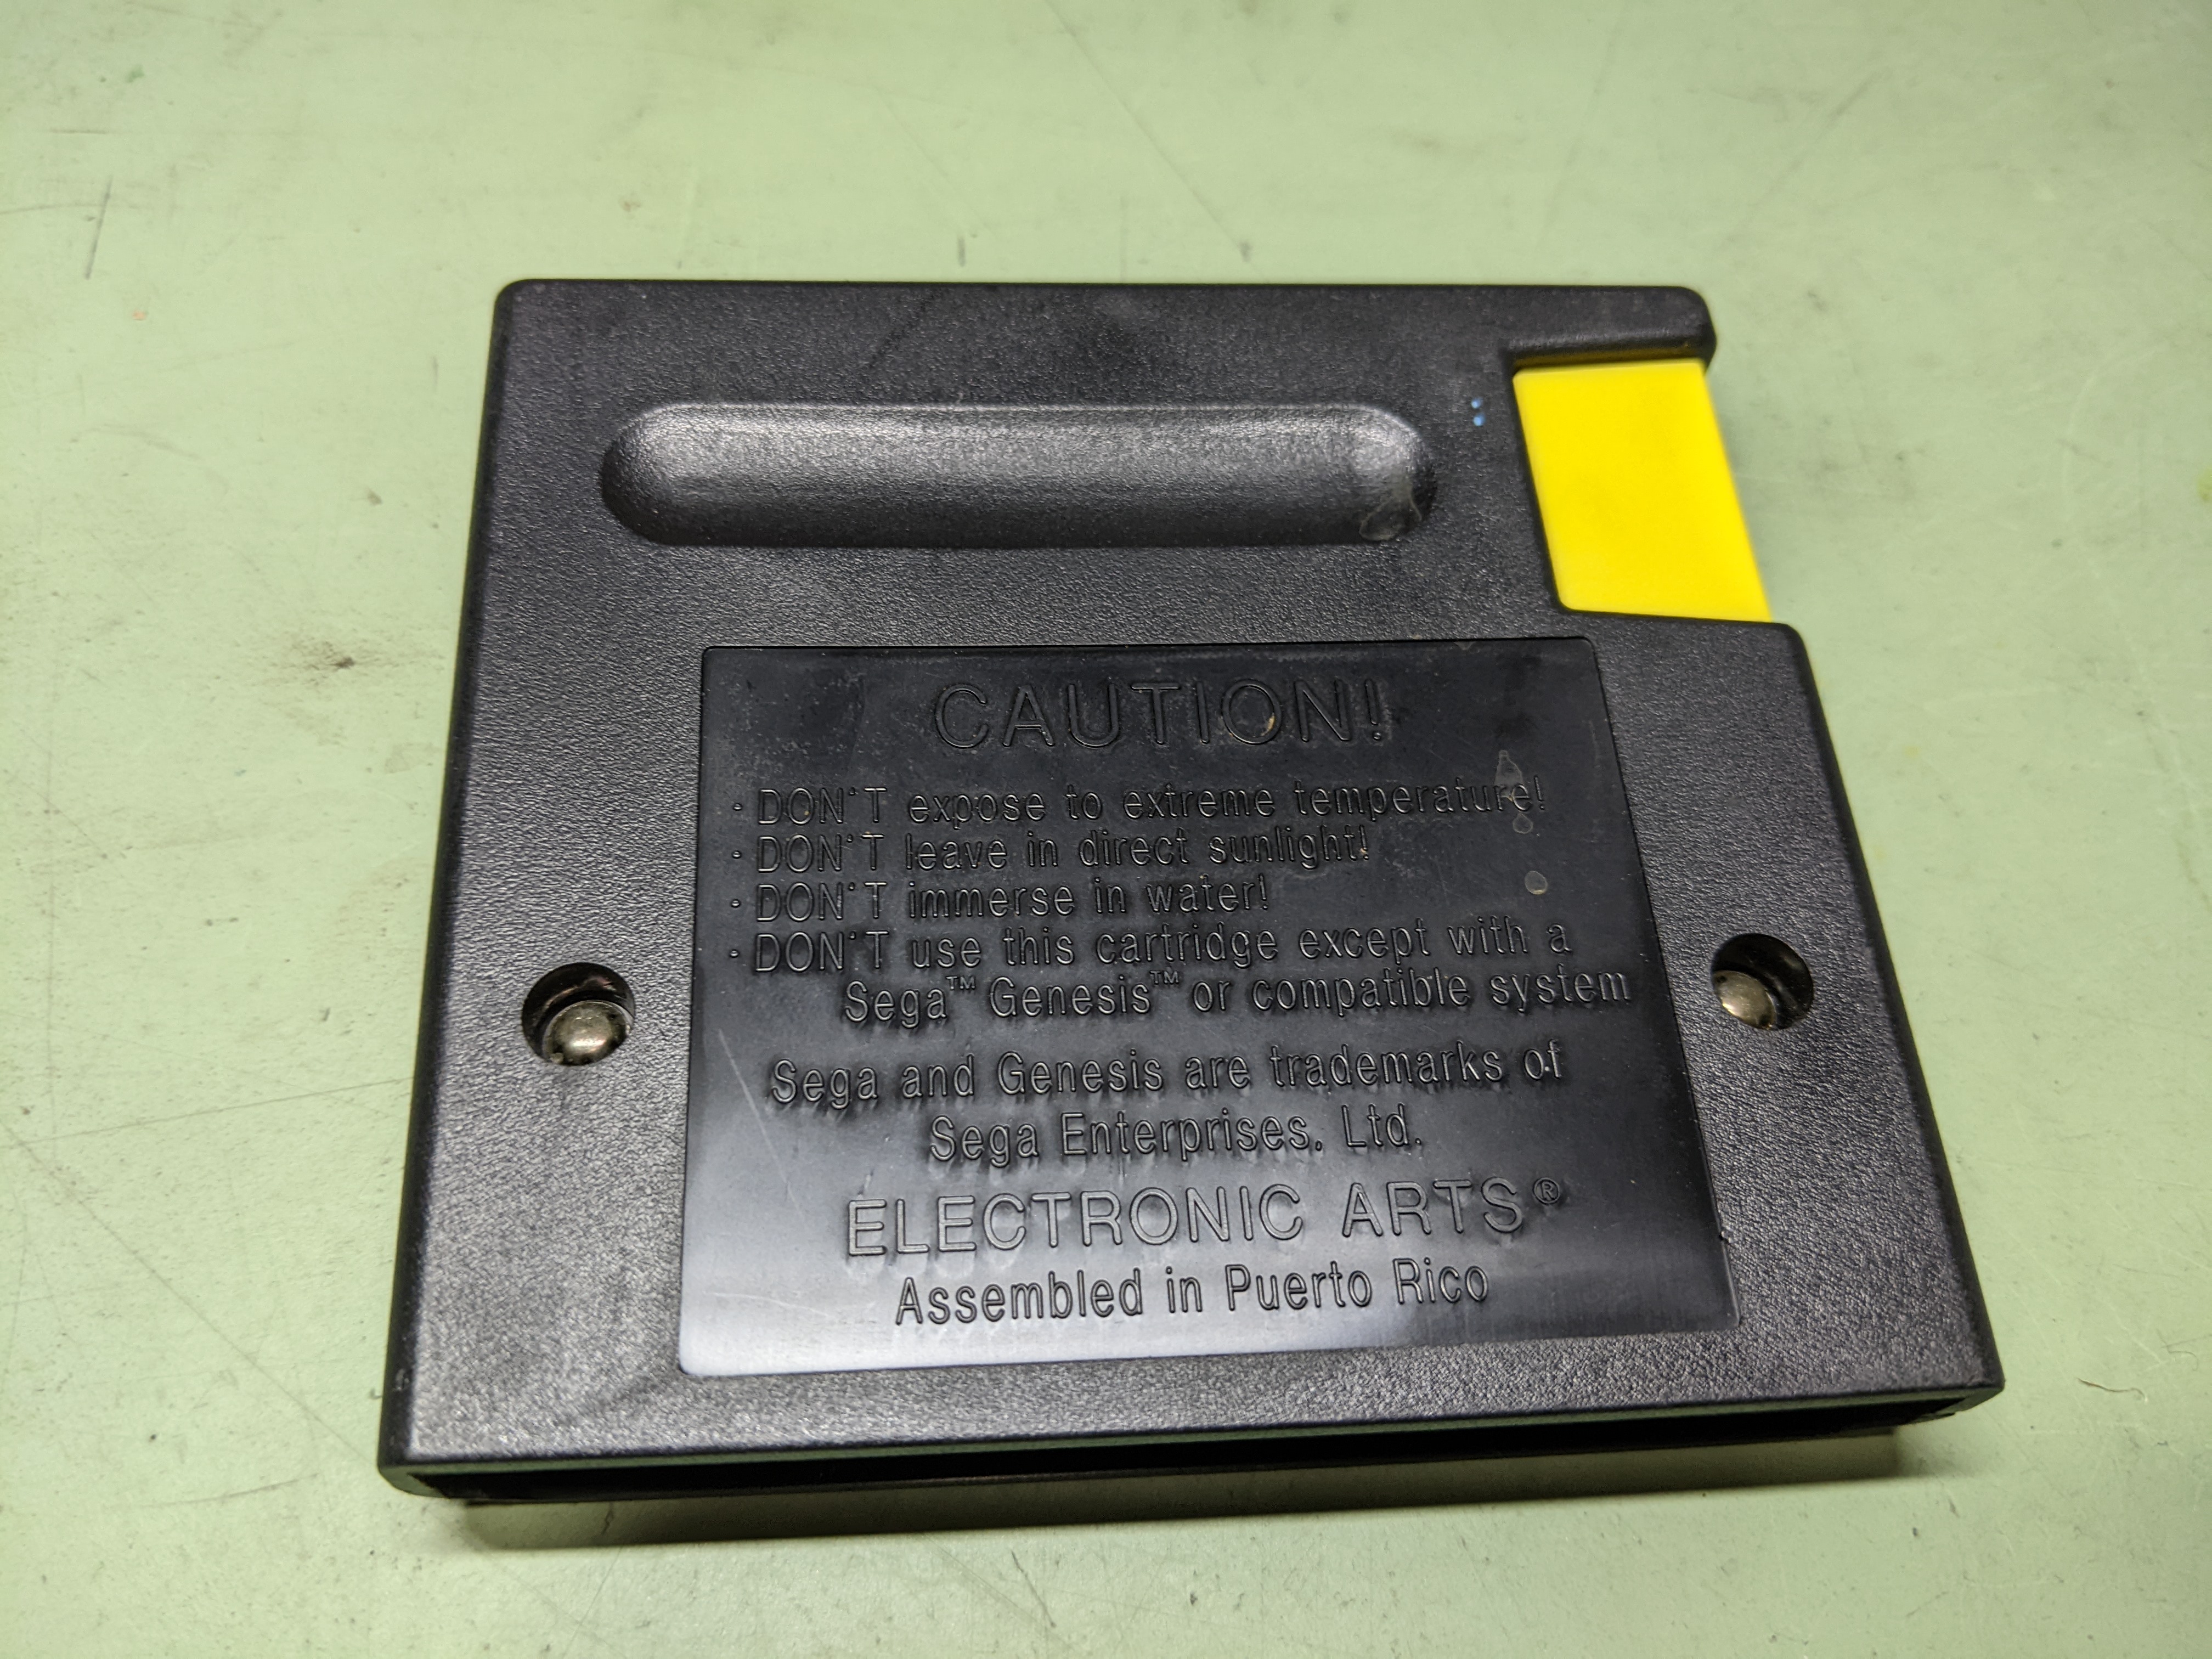 CAUTION!
· DON'T expose to extreme temperature!
· DON'T leave in direct sunlight!
· DON'T immerse in water!
· DON'T use this cartridge except with a
Sega™ Genesis™ or compatible system
Sega and Genesis are trademarks of
Sega Enterprises, Ltd.
ELECTRONIC ARTS®
Assembled in Puerto Rico